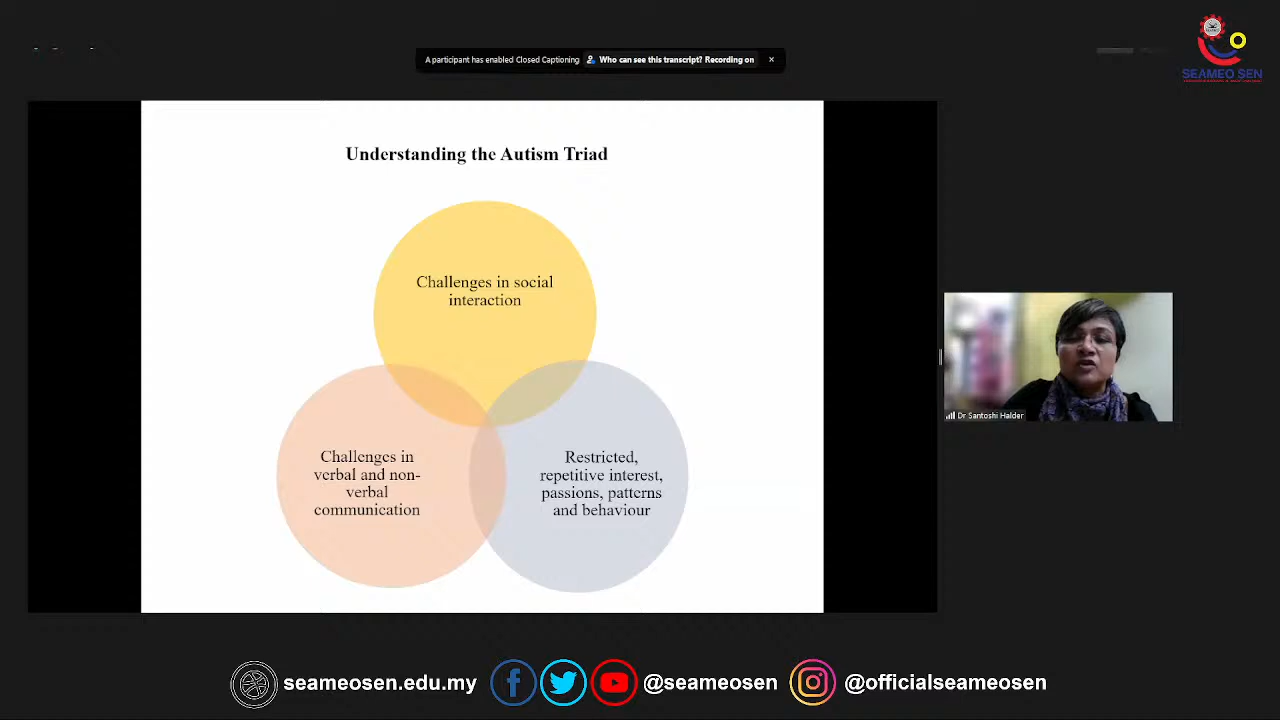 A participant has enabled Closed Captioning Who can see this transcript? Recording on
SEAMEO SEN
Understanding the Autism Triad
Challenges in social
interaction
Challenges in
verbal and non-
verbal
communication
Restricted,
repetitive interest,
passions, patterns
and behaviour
Dr Santoshi Halder
seameosen.edu.my
@seameosen
@officialseameosen